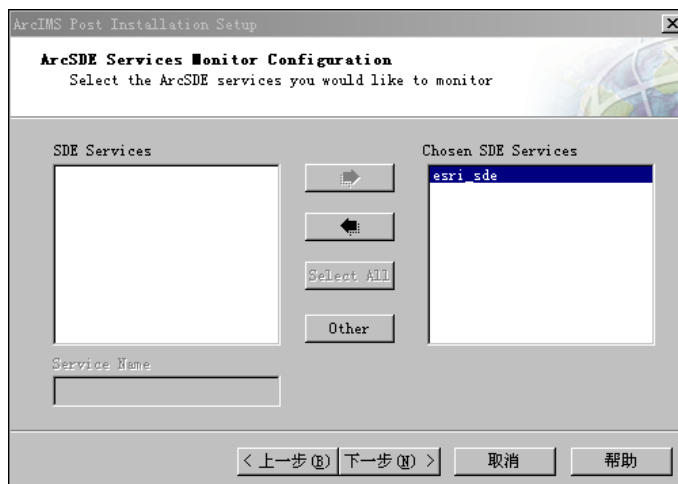 ArcIMS Post Installation Setup
ArcSDE Services Monitor Configuration
Select the ArcSDE services you would like to monitor
SDE Services
Chosen SDE Services
esri_sde
Select All
Other
Service Name
< 上一步(B)
下一步(N) >
取消
帮助